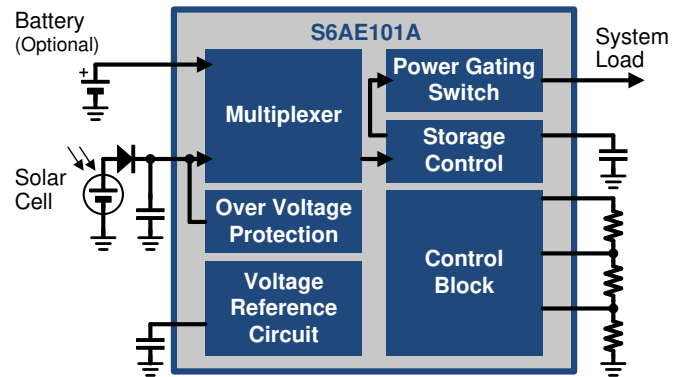 Battery
(Optional)
+
Solar
Cell
S6AE101A
Multiplexer
Over Voltage
Protection
Voltage
Reference
Circuit
Power Gating
Switch
Storage
Control
Control
Block
System
Load